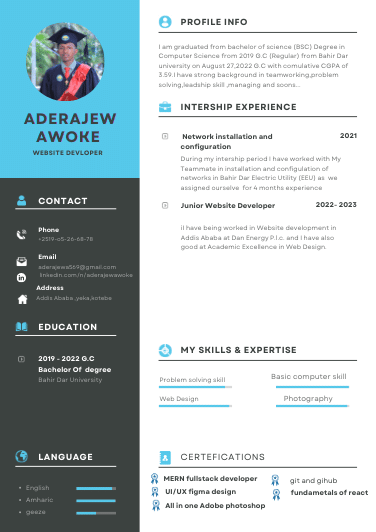 ADERAJEW
AWOKE
WEBSITE DEVLOPER
CONTACT
Phone
+2519-o5-26-68-78
Email
aderajawa569@gmail.com
linkedin.com/n/aderajewawoke
Address
Addis Ababa ,yeka,kotebe
EDUCATION
2019 - 2022 G.C
Bachelor Of degree
Bahir Dar University
LANGUAGE
English
Amharic
geeze
PROFILE INFO
I am graduated from bachelor of science (BSC) Degree in
Computer Science from 2019 G.C (Regular) from Bahir Dar
university on August 27,2022 G.C with comulative CGPA of
3.59.I have strong background in teamworking,problem
solving,leadship skill ,managing and soons..
INTERSHIP EXPERIENCE
Network installation and 2021
configuration
During my intership period I have worked with My
Teammate in installation and configulation of
networks in Bahir Dar Electric Utility (EEU) as we
assigned ourselve for 4 months experience
Junior Website Developer 2022- 2023
iI have being worked in Website development in
Addis Ababa at Dan Energy P.l.c. and I have also
good at Academic Excellence in Web Design.
MY SKILLS & EXPERTISE
Problem solving skill
Basic computer skill
Web Design
Photography
CERTEFICATIONS
MERN fullstack developer
UI/UX figma design
All in one Adobe photoshop
git and gihub
fundametals of react